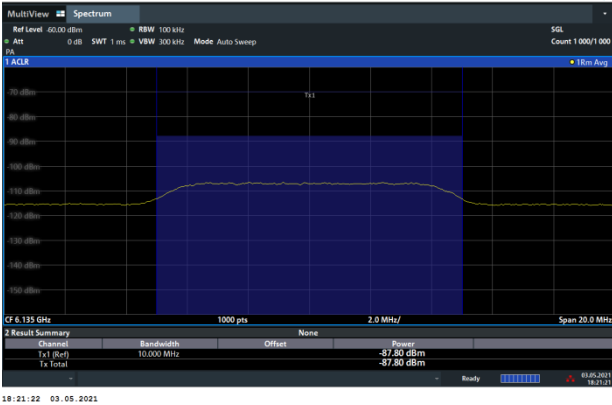 MultiView Spectrum
Ref Level -60.00 dBm RBW 100 kHz SGL
Att 0 dB SWT 1 ms VBW 300 kHz Mode Auto Sweep Count 1000/1000
PA
1 ACLR 1Rm Avg
Tx1
-70 dBm
-80 dBm
-90 dBm
-100 dBm
-110 dBm
-120 dBm
-130 dBm
-140 dBm
-150 dBm
CF 6.135 GHz 1000 pts 2.0 MHz/ Span 20.0 MHz
2 Result Summary None
Channel Bandwidth Offset Power
Tx1 (Ref) 10.000 MHz -87.80 dBm
Tx Total -87.80 dBm
Ready 03.05.2021
18:21:21
18:21:22 03.05.2021